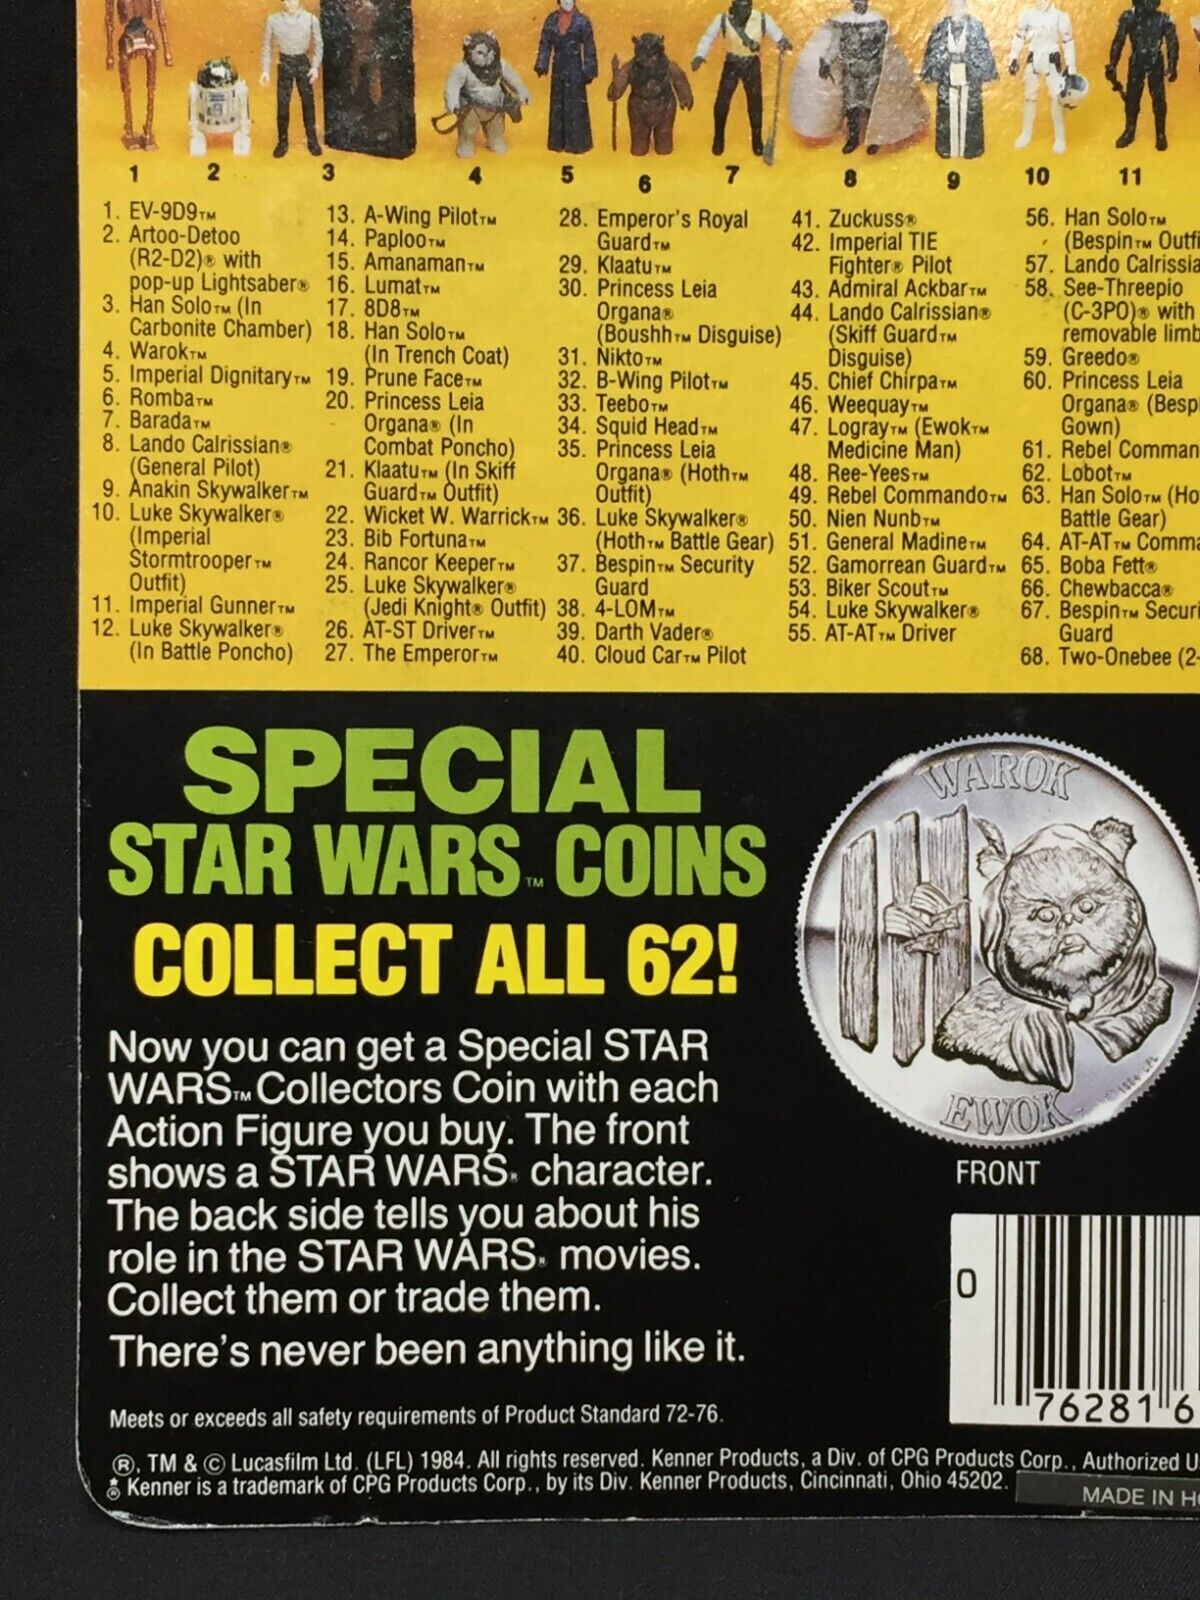 1 2 3 4 5 6 7 8 9 10 11
1. EV-9D9™
2. Artoo-Detoo
(R2-D2)® with
pop-up Lightsaber®
3. Han Solo™ (In
Carbonite Chamber)
4. Warok™
5. Imperial Dignitary™
6. Romba™
7. Barada™
8. Lando Calrissian®
(General Pilot)
9. Anakin Skywalker™
10. Luke Skywalker®
(Imperial
Stormtrooper™
Outfit)
11. Imperial Gunner™
12. Luke Skywalker®
(In Battle Poncho)
13. A-Wing Pilot™
14. Paploo™
15. Amanaman™
16. Lumat™
17. 8D8™
18. Han Solo™
(In Trench Coat)
19. Prune Face™
20. Princess Leia
Organa® (In
Combat Poncho)
21. Klaatu™ (In Skiff
Guard™ Outfit)
22. Wicket W. Warrick™
23. Bib Fortuna™
24. Rancor Keeper™
25. Luke Skywalker®
(Jedi Knight® Outfit)
26. AT-ST Driver™
27. The Emperor™
28. Emperor's Royal
Guard™
29. Klaatu™
30. Princess Leia
Organa®
(Boushh™ Disguise)
31. Nikto™
32. B-Wing Pilot™
33. Teebo™
34. Squid Head™
35. Princess Leia
Organa® (Hoth™
Outfit)
36. Luke Skywalker®
(Hoth™ Battle Gear)
37. Bespin™ Security
Guard
38. 4-LOM™
39. Darth Vader®
40. Cloud Car™ Pilot
41. Zuckuss®
42. Imperial TIE
Fighter® Pilot
43. Admiral Ackbar™
44. Lando Calrissian®
(Skiff Guard™
Disguise)
45. Chief Chirpa™
46. Weequay™
47. Logray™ (Ewok™
Medicine Man)
48. Ree-Yees™
49. Rebel Commando™
50. Nien Nunb™
51. General Madine™
52. Gamorrean Guard™
53. Biker Scout™
54. Luke Skywalker®
55. AT-AT™ Driver
56. Han Solo™
(Bespin™ Outfi
57. Lando Calrissia
58. See-Threepio
(C-3PO)® with
removable limb
59. Greedo®
60. Princess Leia
Organa® (Besp
Gown)
61. Rebel Comman
62. Lobot™
63. Han Solo™ (Ho
Battle Gear)
64. AT-AT™ Comma
65. Boba Fett®
66. Chewbacca®
67. Bespin™ Securi
Guard
68. Two-Onebee (2-
SPECIAL
STAR WARS™ COINS
COLLECT ALL 62!
Now you can get a Special STAR
WARS™ Collectors Coin with each
Action Figure you buy. The front
shows a STAR WARS® character.
The back side tells you about his
role in the STAR WARS® movies.
Collect them or trade them.
There's never been anything like it.
WAROK
EWOK
© 1984 LFL
FRONT
0 76281 6
Meets or exceeds all safety requirements of Product Standard 72-76.
®, TM & © Lucasfilm Ltd. (LFL) 1984. All rights reserved. Kenner Products, a Div. of CPG Products Corp., Authorized U
Kenner is a trademark of CPG Products Corp., by its Div. Kenner Products, Cincinnati, Ohio 45202.
MADE IN HO